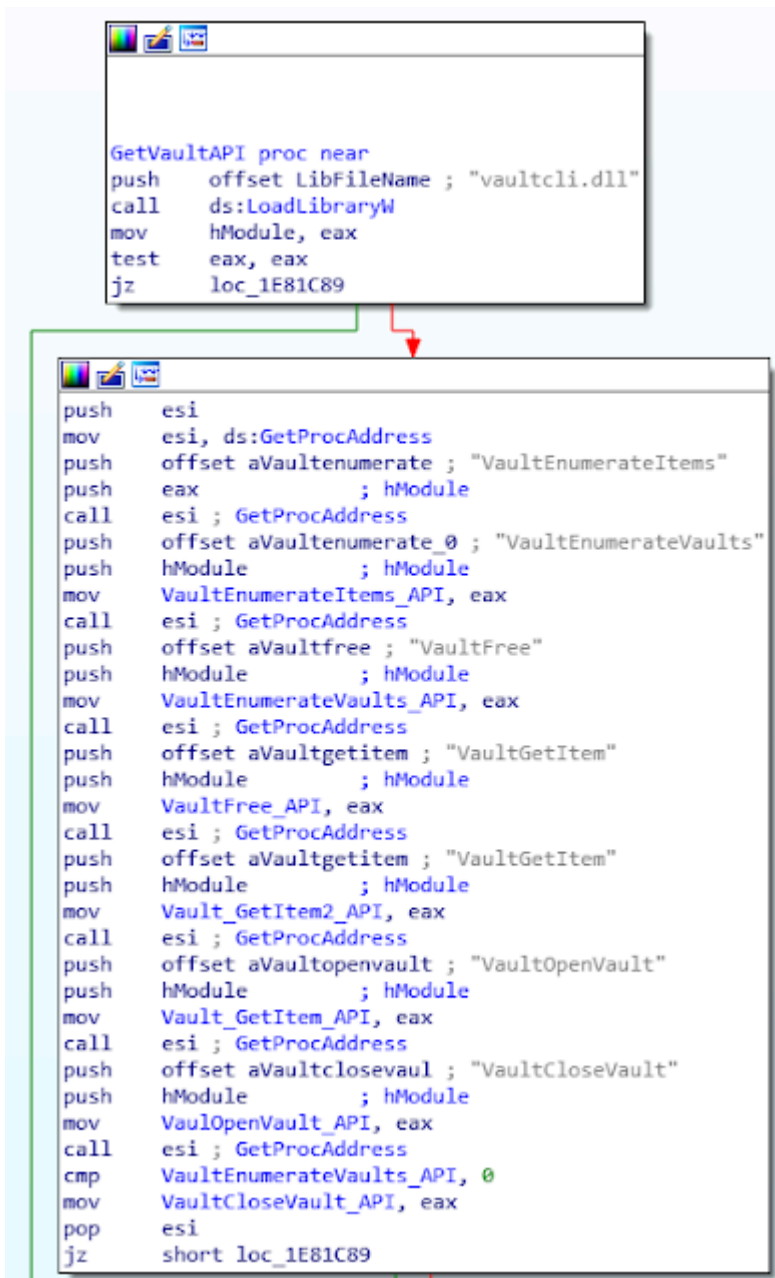 GetVaultAPI proc near
push offset LibFileName ; "vaultcli.dll"
call ds:LoadLibraryW
mov hModule, eax
test eax, eax
jz loc_1E81C89
push esi
mov esi, ds:GetProcAddress
push offset aVaultenumerate ; "VaultEnumerateItems"
push eax ; hModule
call esi ; GetProcAddress
push offset aVaultenumerate_0 ; "VaultEnumerateVaults"
push hModule ; hModule
mov VaultEnumerateItems_API, eax
call esi ; GetProcAddress
push offset aVaultfree ; "VaultFree"
push hModule ; hModule
mov VaultEnumerateVaults_API, eax
call esi ; GetProcAddress
push offset aVaultgetitem ; "VaultGetItem"
push hModule ; hModule
mov VaultFree_API, eax
call esi ; GetProcAddress
push offset aVaultgetitem ; "VaultGetItem"
push hModule ; hModule
mov Vault_GetItem2_API, eax
call esi ; GetProcAddress
push offset aVaultopenvault ; "VaultOpenVault"
push hModule ; hModule
mov Vault_GetItem_API, eax
call esi ; GetProcAddress
push offset aVaultclosevaul ; "VaultCloseVault"
push hModule ; hModule
mov VaulOpenVault_API, eax
call esi ; GetProcAddress
cmp VaultEnumerateVaults_API, 0
mov VaultCloseVault_API, eax
pop esi
jz short loc_1E81C89